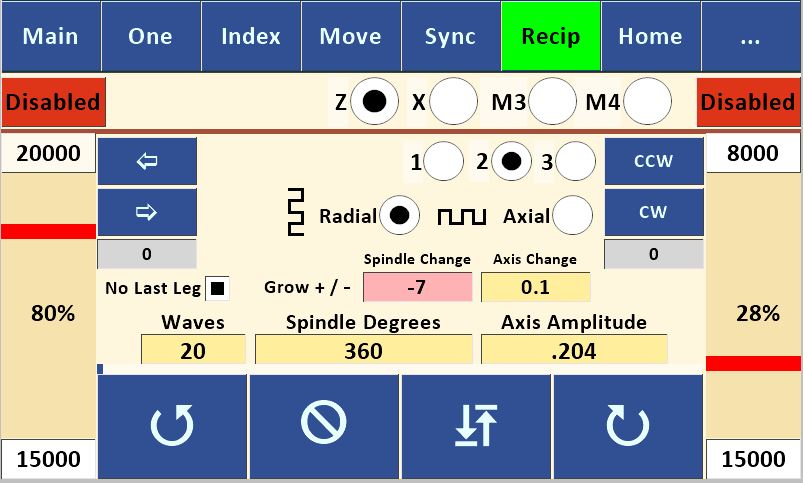 Main One Index Move Sync Recip Home ...
Disabled Z X M3 M4 Disabled
20000 1 2 3 CCW 8000
Radial Axial CW
0 0
Spindle Change Axis Change
No Last Leg Grow + / - -7 0.1
80% 28%
Waves Spindle Degrees Axis Amplitude
20 360 .204
15000 15000